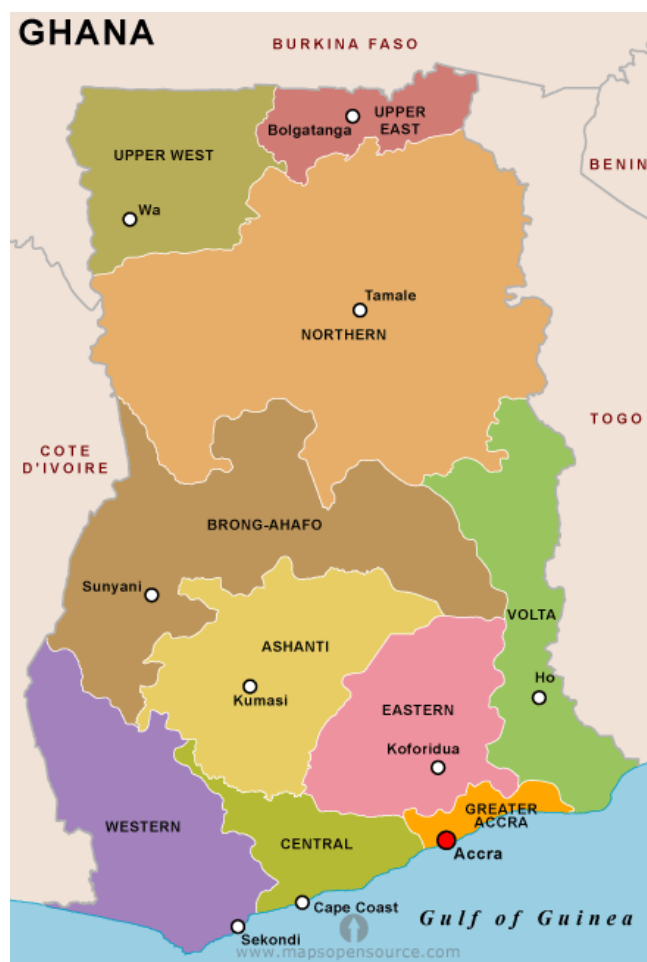 GHANA
BURKINA FASO
UPPER
EAST
Bolgatanga
UPPER WEST
BENIN
Wa
Tamale
NORTHERN
TOGO
COTE
D'IVOIRE
BRONG-AHAFO
Sunyani
VOLTA
ASHANTI
Ho
Kumasi
EASTERN
Koforidua
GREATER
ACCRA
WESTERN
CENTRAL
Accra
Cape Coast
Gulf of Guinea
Sekondi
www.mapsopensource.com